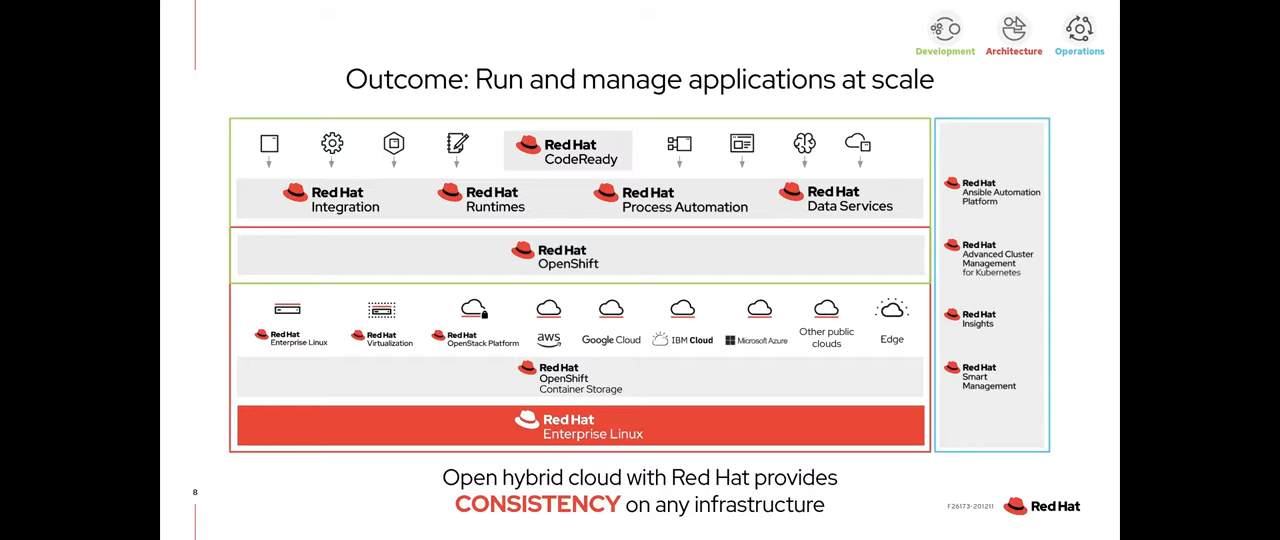 Development Architecture Operations
Outcome: Run and manage applications at scale
Red Hat
CodeReady
Red Hat
Integration
Red Hat
Runtimes
Red Hat
Process Automation
Red Hat
Data Services
Red Hat
OpenShift
Red Hat
Enterprise Linux
Red Hat
Virtualization
Red Hat
OpenStack Platform
aws
Google Cloud
IBM Cloud
Microsoft Azure
Other public
clouds
Edge
Red Hat
OpenShift
Container Storage
Red Hat
Enterprise Linux
Red Hat
Ansible Automation
Platform
Red Hat
Advanced Cluster
Management
for Kubernetes
Red Hat
Insights
Red Hat
Smart
Management
Open hybrid cloud with Red Hat provides
CONSISTENCY on any infrastructure
8
F26173-201211
Red Hat